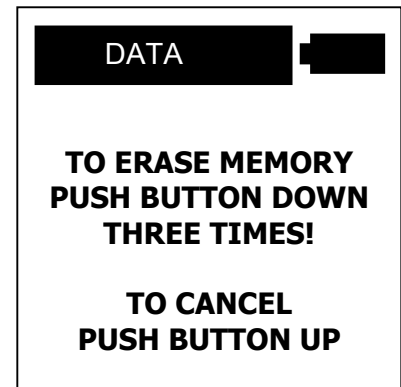 DATA
TO ERASE MEMORY
PUSH BUTTON DOWN
THREE TIMES!
TO CANCEL
PUSH BUTTON UP